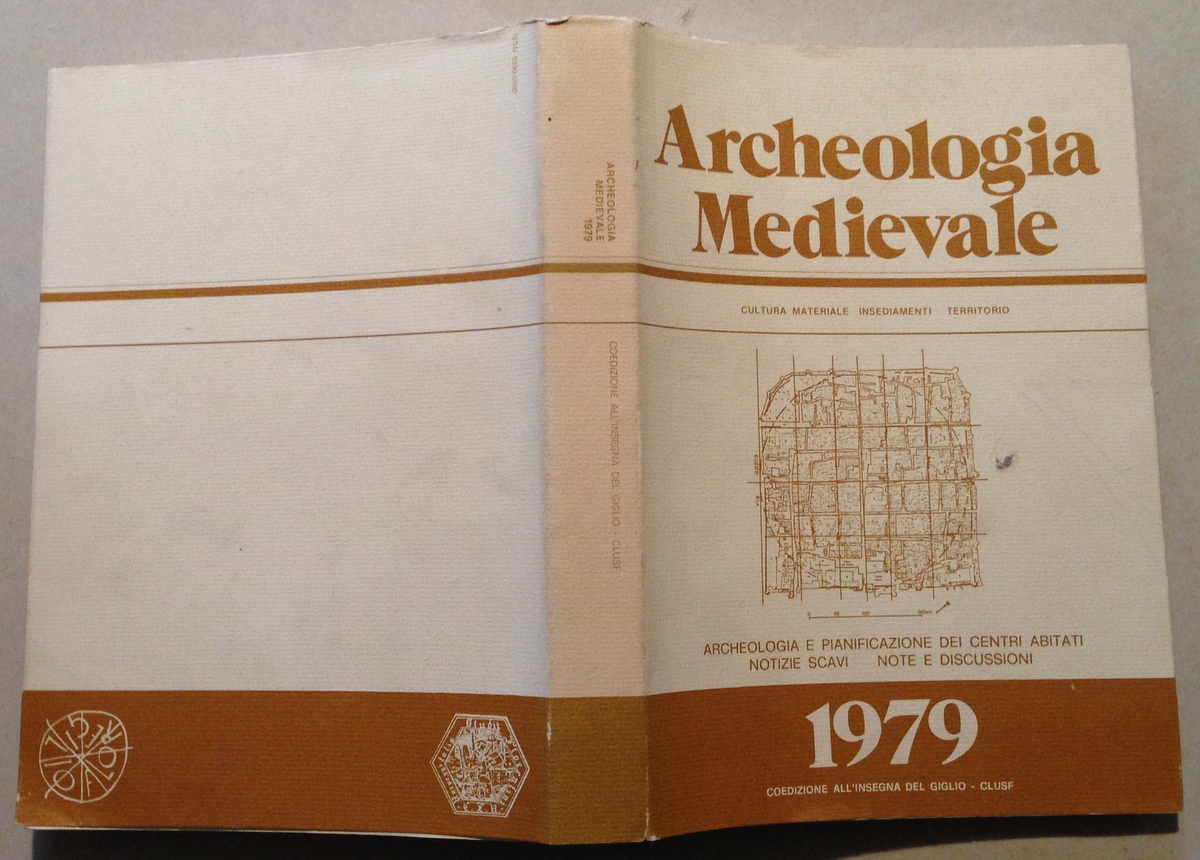 Archeologia
Medievale
CULTURA MATERIALE INSEDIAMENTI TERRITORIO
ARCHEOLOGIA E PIANIFICAZIONE DEI CENTRI ABITATI
NOTIZIE SCAVI NOTE E DISCUSSIONI
1979
COEDIZIONE ALL'INSEGNA DEL GIGLIO - CLUSF
ARCHEOLOGIA
MEDIEVALE
1979
COEDIZIONE ALL'INSEGNA DEL GIGLIO - CLUSF
ISSN